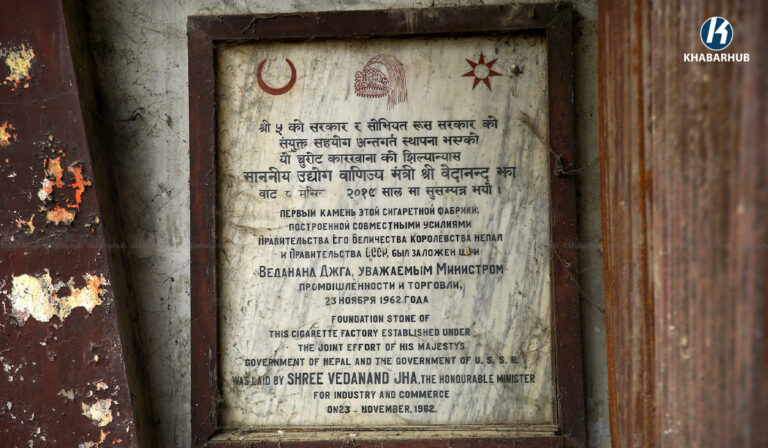 KHABARHUB
श्री ५ को सरकार र सोभियत रूस सरकार को
संयुक्त सहयोग अन्तर्गत स्थापना भएको
यो चुरोट कारखाना को शिल्यान्यास
माननीय उद्योग वाणिज्य मंत्री श्री वेदानन्द झा
बाट ८ २०१९ साल मा सुसम्पन्न भयो ।
ПЕРВЫЙ КАМЕНЬ ЭТОЙ СИГАРЕТНОЙ ФАБРИКИ,
ПОСТРОЕННОЙ СОВМЕСТНЫМИ УСИЛИЯМИ
ПРАВИТЕЛЬСТВА ЕГО ВЕЛИЧЕСТВА КОРОЛЕВСТВА НЕПАЛ
И ПРАВИТЕЛЬСТВА СССР, БЫЛ ЗАЛОЖЕН
ВЕДАНАНД ДЖГА, УВАЖАЕМЫМ МИНИСТРОМ
ПРОМЫШЛЕННОСТИ И ТОРГОВЛИ,
23 НОЯБРЯ 1962 ГОДА
FOUNDATION STONE OF
THIS CIGARETTE FACTORY ESTABLISHED UNDER
THE JOINT EFFORT OF HIS MAJESTY'S
GOVERNMENT OF NEPAL AND THE GOVERNMENT OF U.S.S.R.
WAS LAID BY SHREE VEDANAND JHA, THE HONOURABLE MINISTER
FOR INDUSTRY AND COMMERCE
ON 23 - NOVEMBER, 1962.